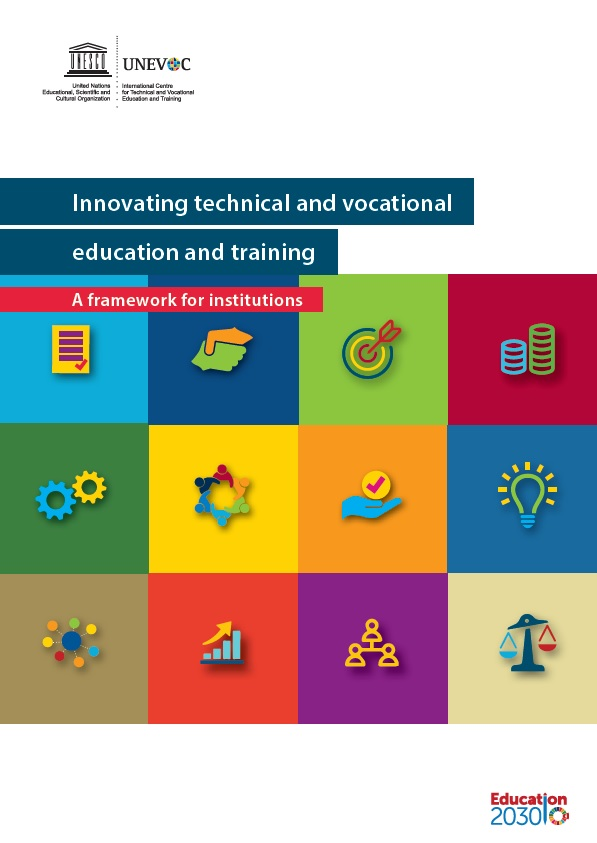 UNEVOC
United Nations
Educational, Scientific and
Cultural Organization
International Centre
for Technical and Vocational
Education and Training
Innovating technical and vocational
education and training
A framework for institutions
Education
2030